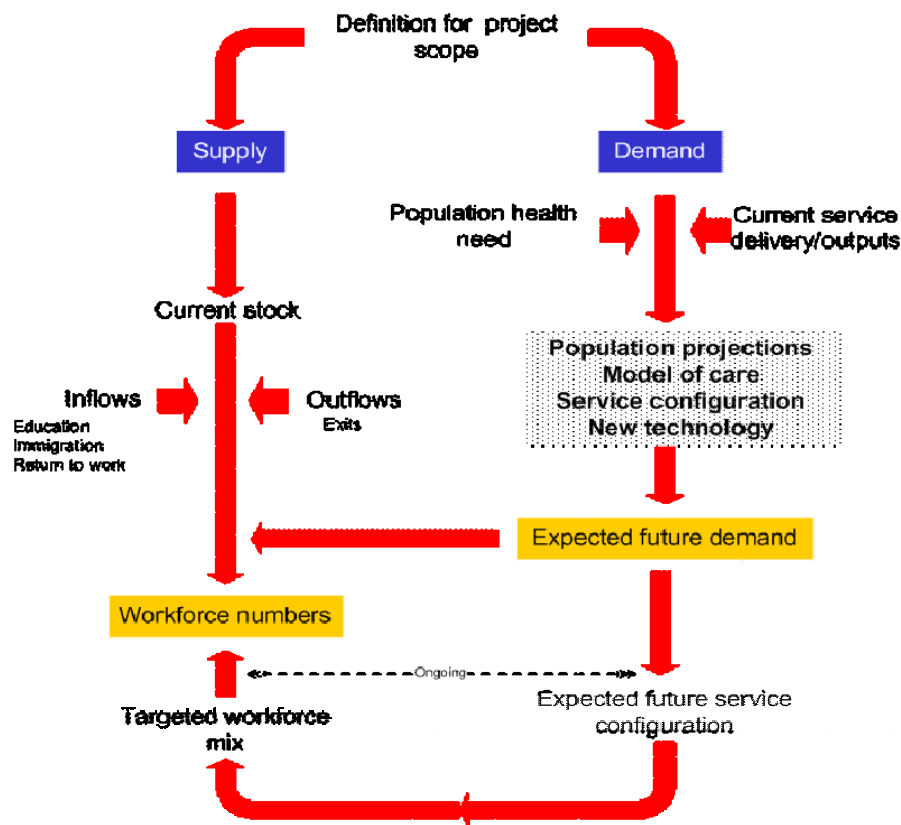 Definition for project
scope
Supply
Demand
Population health
need
Current service
delivery/outputs
Current stock
Population projections
Model of care
Service configuration
New technology
Inflows
Education
Immigration
Return to work
Outflows
Exits
Expected future demand
Workforce numbers
Ongoing
Targeted workforce
mix
Expected future service
configuration